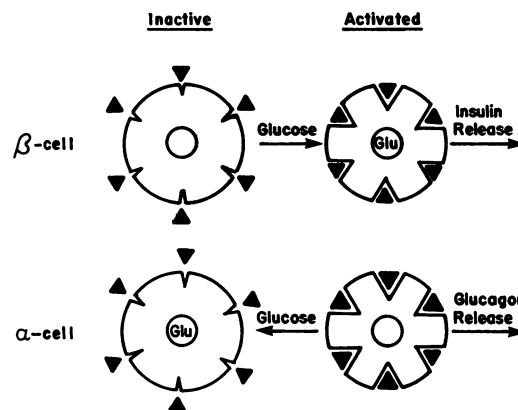 Inactive Activated
β-cell Glucose Glu Insulin
Release
α-cell Glu Glucose Glucagon
Release